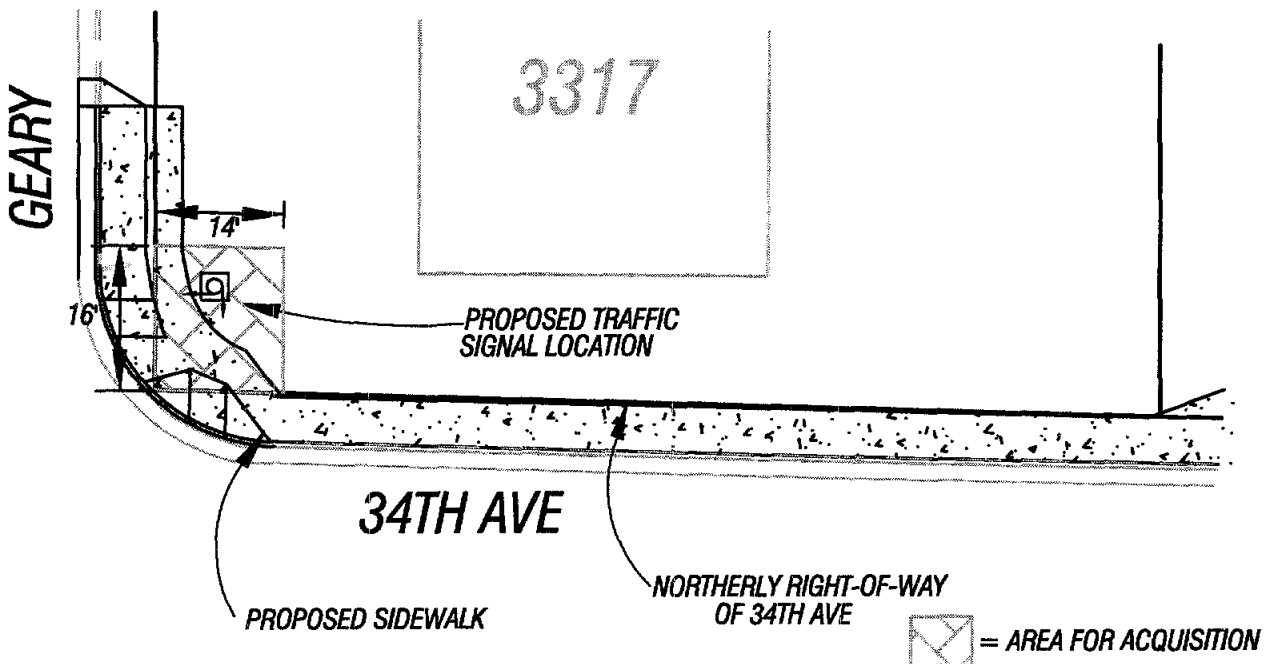 3317
GEARY
14'
16'
PROPOSED TRAFFIC
SIGNAL LOCATION
34TH AVE
PROPOSED SIDEWALK
NORTHERLY RIGHT-OF-WAY
OF 34TH AVE
= AREA FOR ACQUISITION